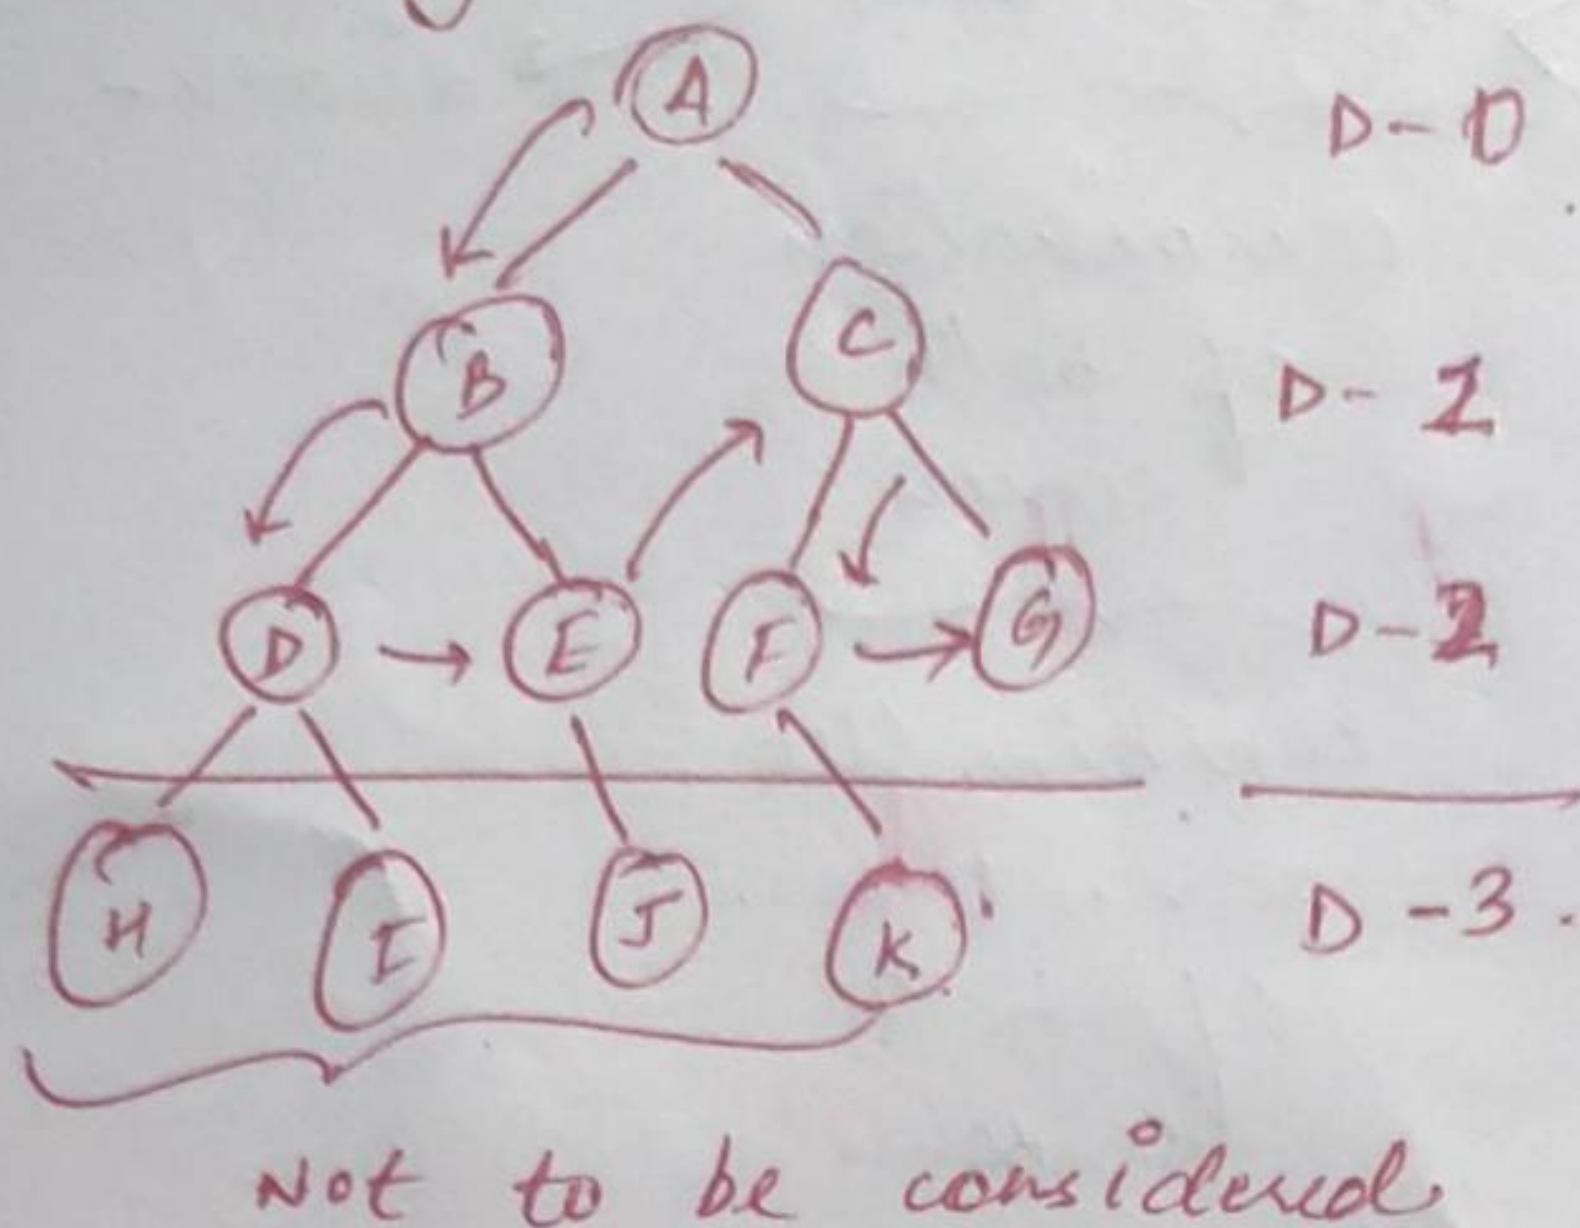 A D - 0
B C D - 1
D E F G D - 2
H I J K D - 3
Not to be considered